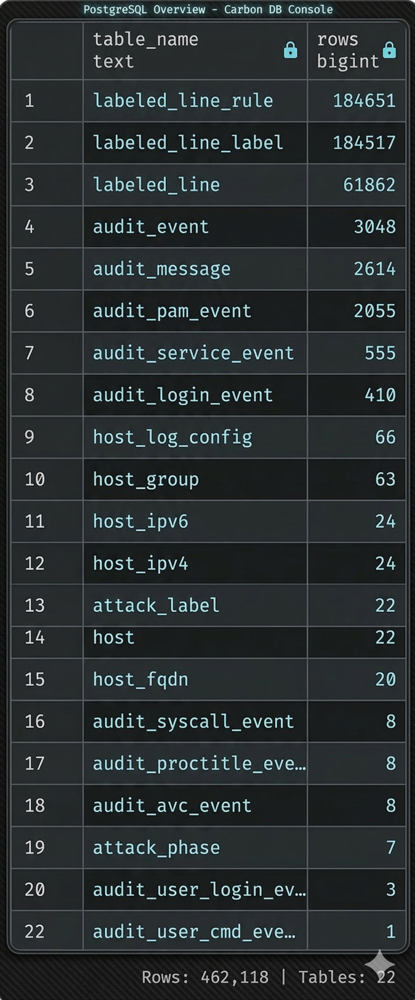 PostgreSQL Overview - Carbon DB Console
table_name rows
text bigint
1 labeled_line_rule 184651
2 labeled_line_label 184517
3 labeled_line 61862
4 audit_event 3048
5 audit_message 2614
6 audit_pam_event 2055
7 audit_service_event 555
8 audit_login_event 410
9 host_log_config 66
10 host_group 63
11 host_ipv6 24
12 host_ipv4 24
13 attack_label 22
14 host 22
15 host_fqdn 20
16 audit_syscall_event 8
17 audit_proctitle_eve… 8
18 audit_avc_event 8
19 attack_phase 7
20 audit_user_login_ev… 3
22 audit_user_cmd_eve… 1
Rows: 462,118 | Tables: 22